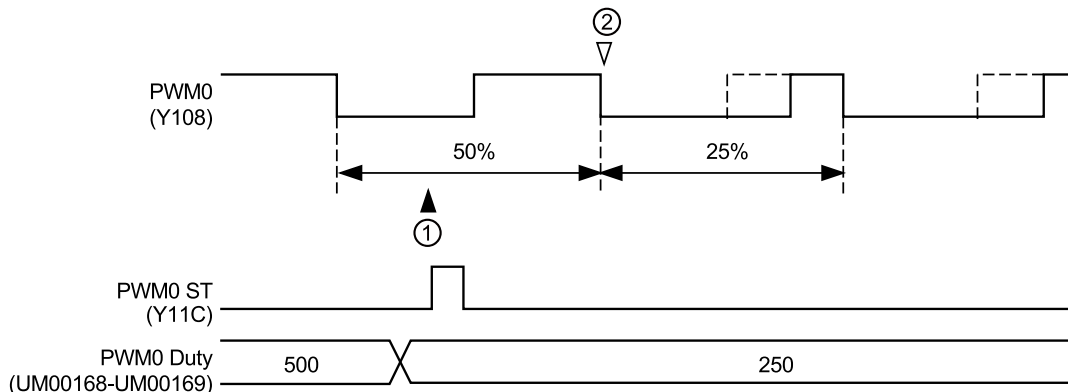 ②
PWM0
(Y108)
50%
25%
①
PWM0 ST
(Y11C)
PWM0 Duty
(UM00168-UM00169)
500
250